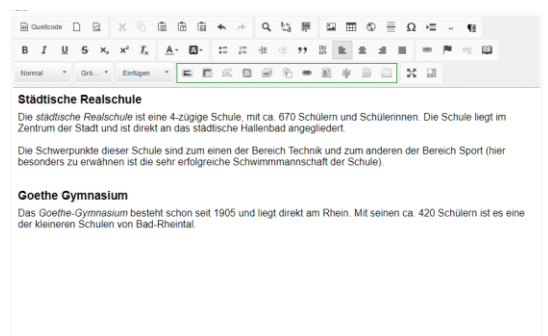 Quellcode
B I U S x₂ x² Iₓ A A
Normal Grö... Einfügen
Städtische Realschule
Die städtische Realschule ist eine 4-zügige Schule, mit ca. 670 Schülern und Schülerinnen. Die Schule liegt im
Zentrum der Stadt und ist direkt an das städtische Hallenbad angegliedert.
Die Schwerpunkte dieser Schule sind zum einen der Bereich Technik und zum anderen der Bereich Sport (hier
besonders zu erwähnen ist die sehr erfolgreiche Schwimmmannschaft der Schule).
Goethe Gymnasium
Das Goethe-Gymnasium besteht schon seit 1905 und liegt direkt am Rhein. Mit seinen ca. 420 Schülern ist es eine
der kleineren Schulen von Bad-Rheintal.